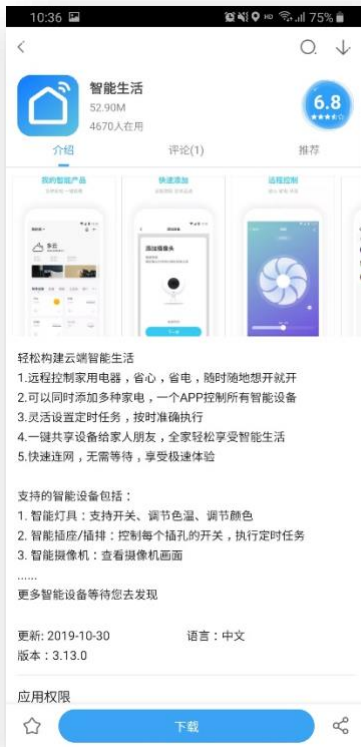 10:36
75%
智能生活
52.90M
4670人在用
6.8
介绍
评论(1)
推荐
我的智能产品
快速添加
远程控制
添加摄像头
轻松构建云端智能生活
1.远程控制家用电器，省心，省电，随时随地想开就开
2.可以同时添加多种家电，一个APP控制所有智能设备
3.灵活设置定时任务，按时准确执行
4.一键共享设备给家人朋友，全家轻松享受智能生活
5.快速连网，无需等待，享受极速体验
支持的智能设备包括：
1. 智能灯具：支持开关、调节色温、调节颜色
2. 智能插座/插排：控制每个插孔的开关，执行定时任务
3. 智能摄像机：查看摄像机画面
......
更多智能设备等待您去发现
更新: 2019-10-30
语言：中文
版本：3.13.0
应用权限
下载